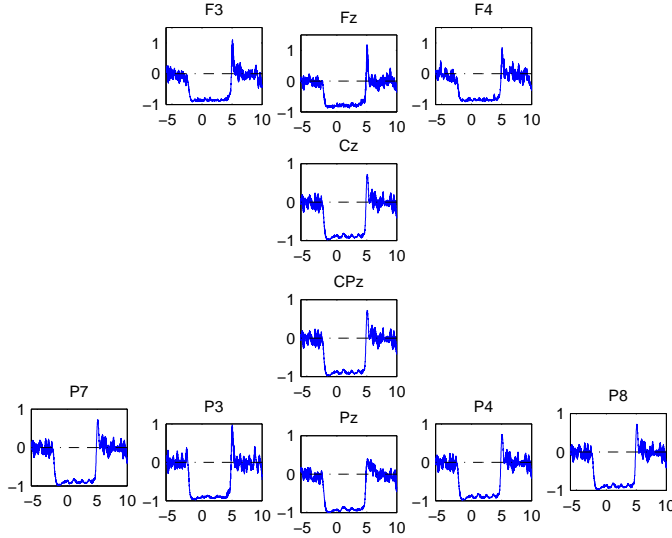 F3 Fz F4
1 1 1
0 0 0
−1 −1 −1
−5 0 5 10 −5 0 5 10 −5 0 5 10
Cz
1
0
−1
−5 0 5 10
CPz
1
0
−1
−5 0 5 10
P7 P3 Pz P4 P8
1 1 1 1 1
0 0 0 0 0
−1 −1 −1 −1 −1
−5 0 5 10 −5 0 5 10 −5 0 5 10 −5 0 5 10 −5 0 5 10